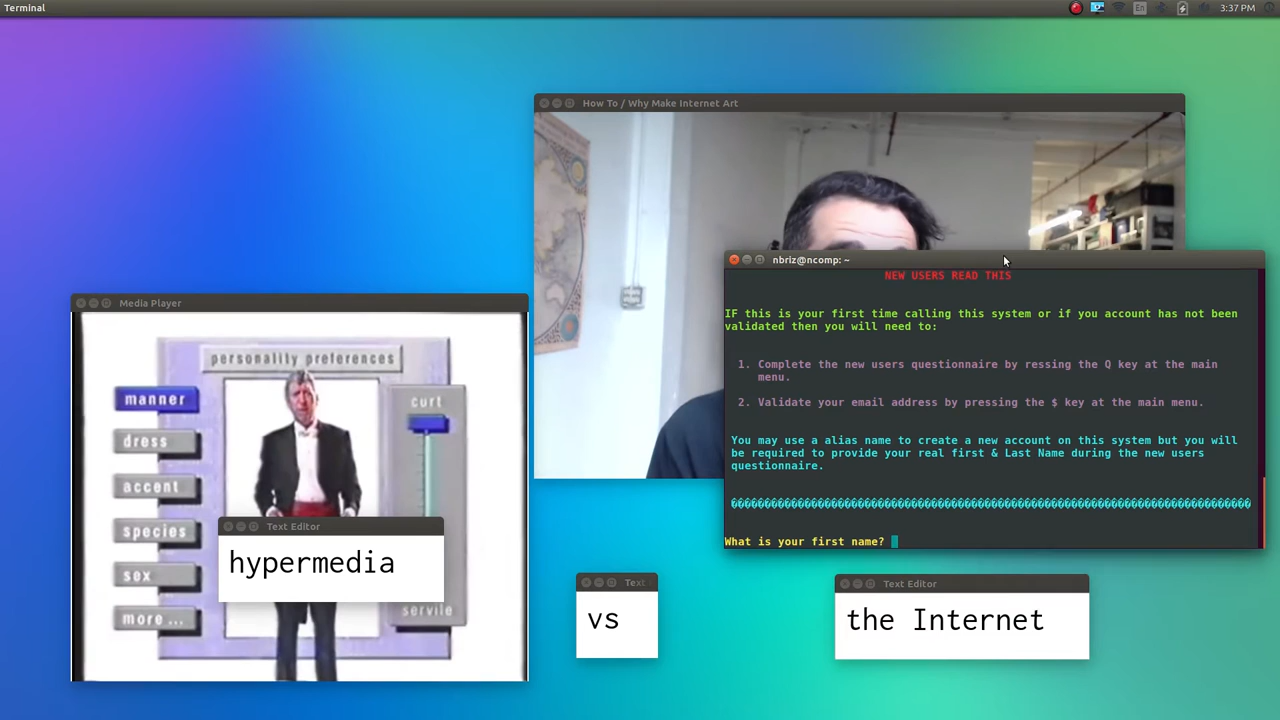 Terminal
En
3:37 PM
How To / Why Make Internet Art
nbriz@ncomp: ~
NEW USERS READ THIS
IF this is your first time calling this system or if you account has not been
validated then you will need to:
1. Complete the new users questionnaire by ressing the Q key at the main
menu.
2. Validate your email address by pressing the $ key at the main menu.
You may use a alias name to create a new account on this system but you will
be required to provide your real first & Last Name during the new users
questionnaire.
What is your first name?
Media Player
personality preferences
manner
dress
accent
species
sex
more ...
curt
servile
Text Editor
hypermedia
Text
vs
Text Editor
the Internet